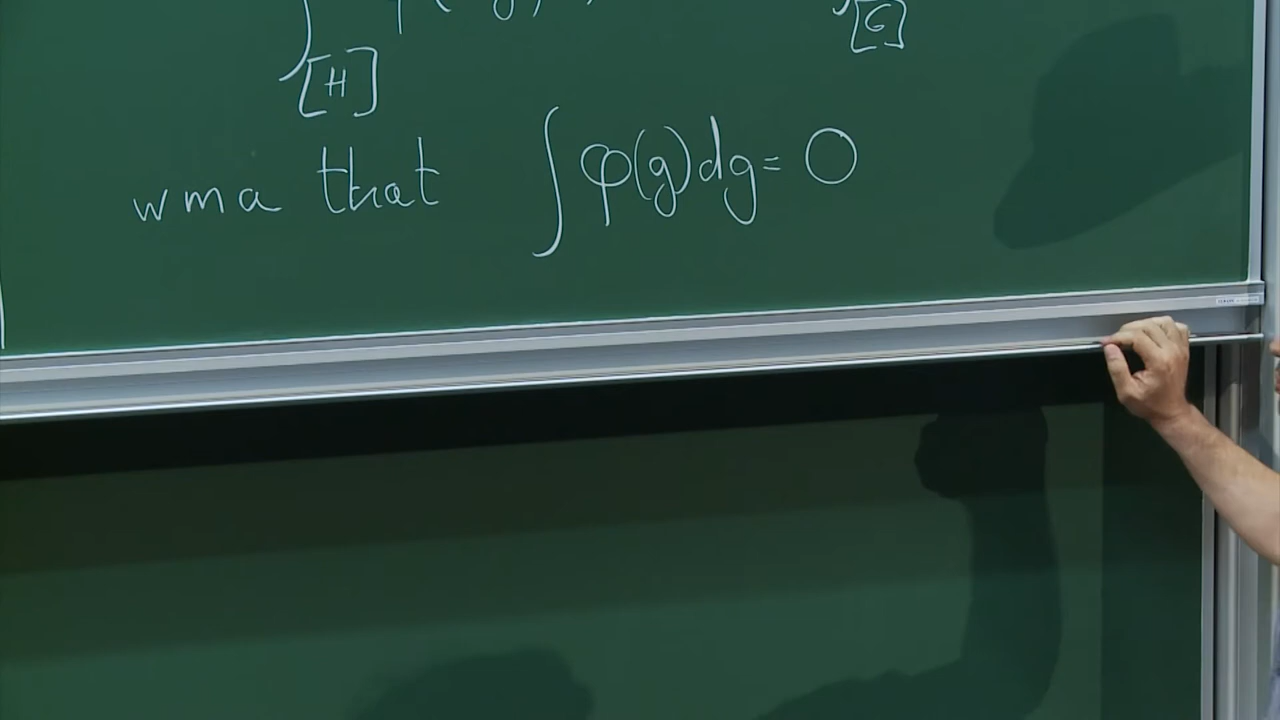 [H] [G]
wma that ∫ φ(g)dg = 0